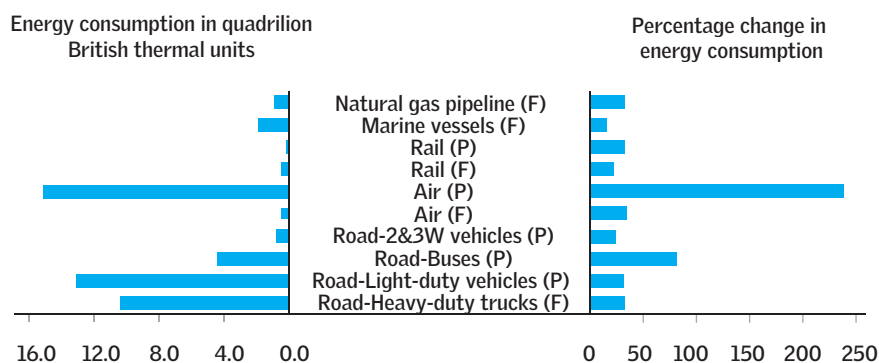 Energy consumption in quadrilion
British thermal units
Percentage change in
energy consumption
Natural gas pipeline (F)
Marine vessels (F)
Rail (P)
Rail (F)
Air (P)
Air (F)
Road-2&3W vehicles (P)
Road-Buses (P)
Road-Light-duty vehicles (P)
Road-Heavy-duty trucks (F)
16.0 12.0 8.0 4.0 0.0
0 50 100 150 200 250